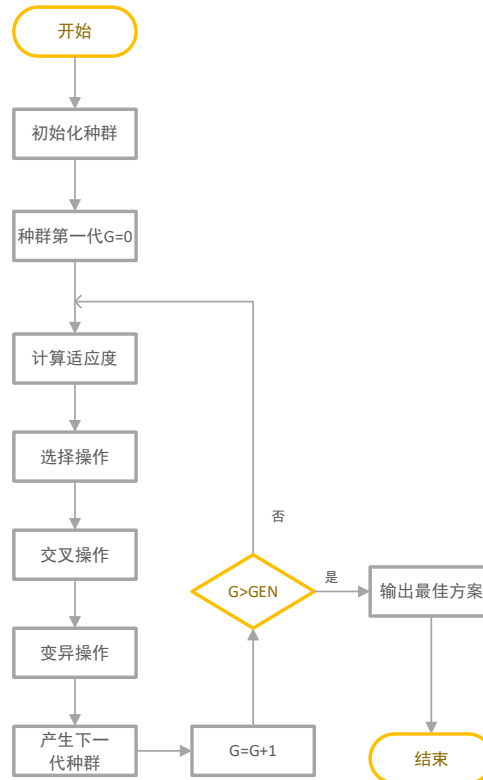 开始
初始化种群
种群第一代G=0
计算适应度
选择操作
交叉操作
变异操作
产生下一
代种群
G=G+1
G>GEN
否
是
输出最佳方案
结束